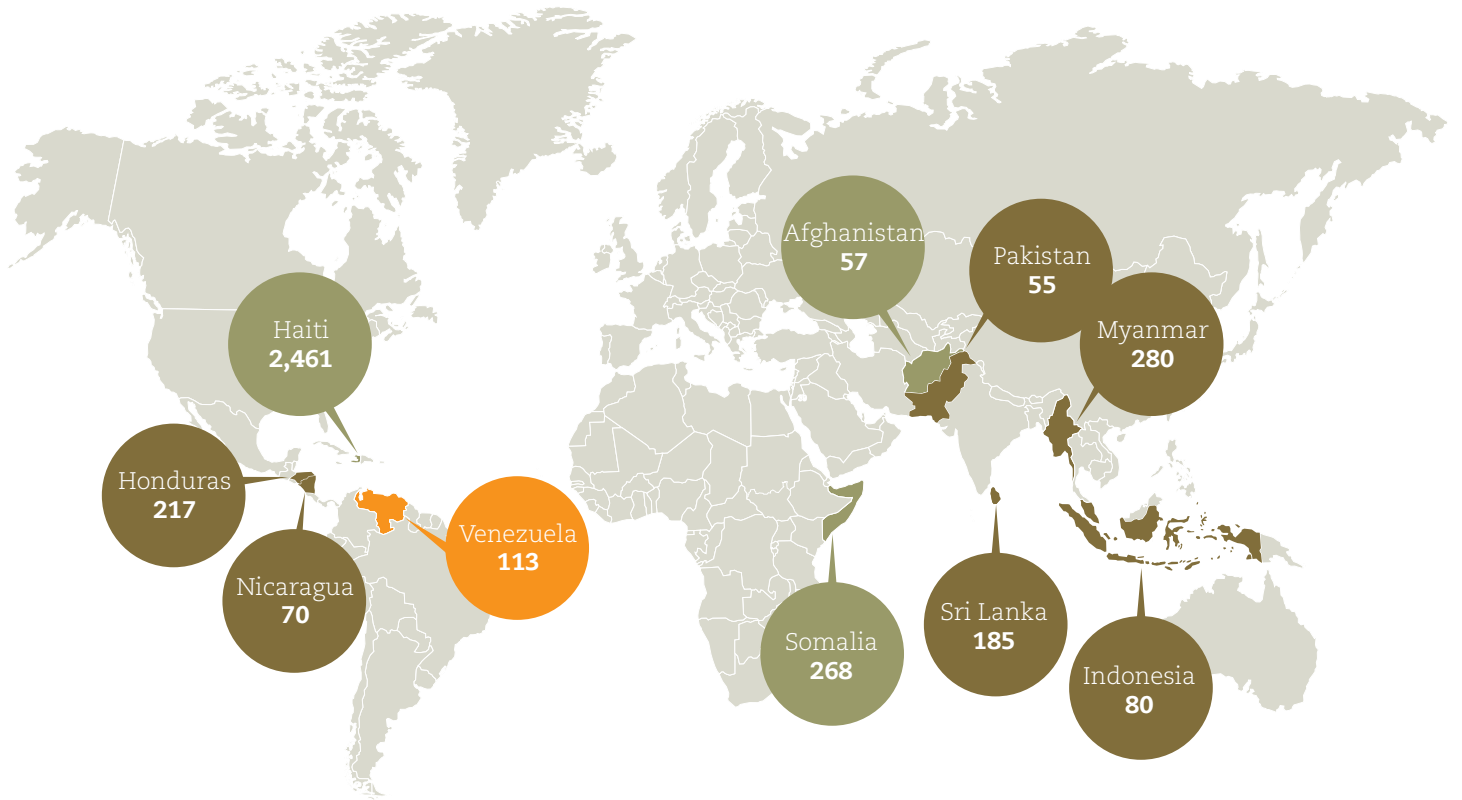 Afghanistan
57
Pakistan
55
Haiti
2,461
Myanmar
280
Honduras
217
Venezuela
113
Nicaragua
70
Sri Lanka
185
Somalia
268
Indonesia
80